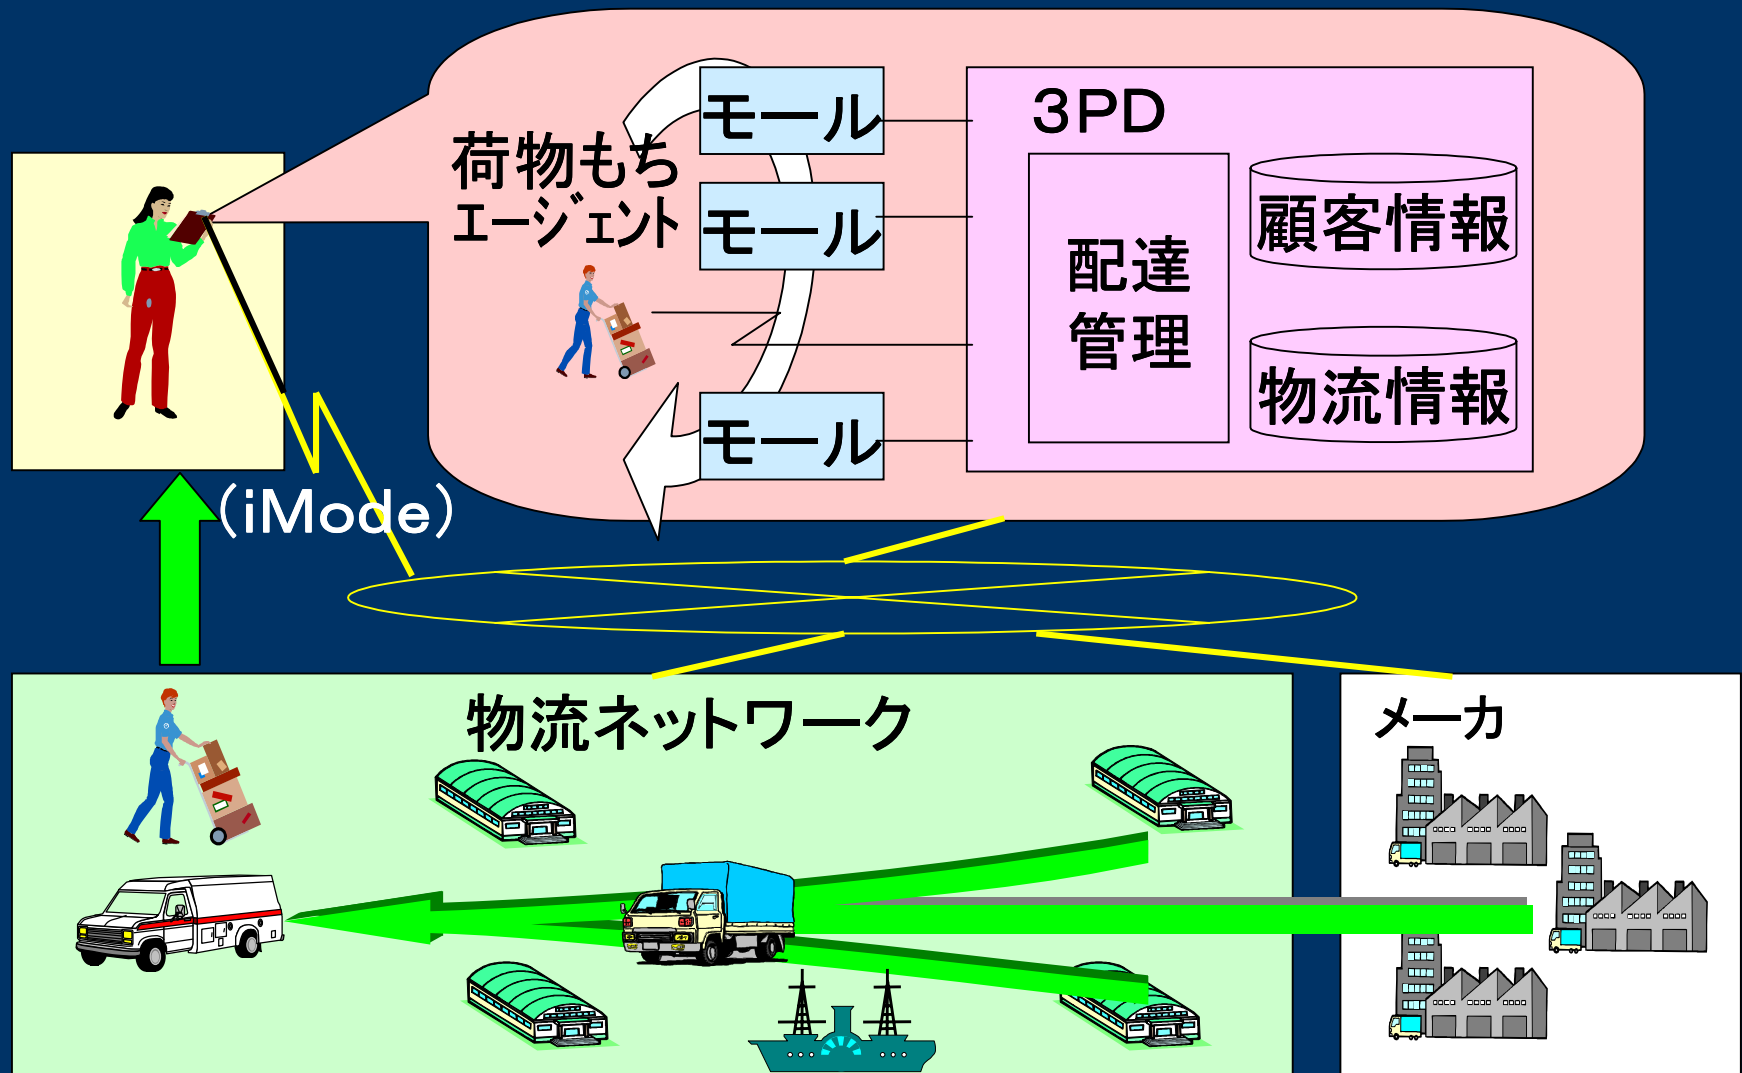 荷物もち
エージェント
モール
モール
モール
3PD
配達
管理
顧客情報
物流情報
(iMode)
物流ネットワーク
メーカ